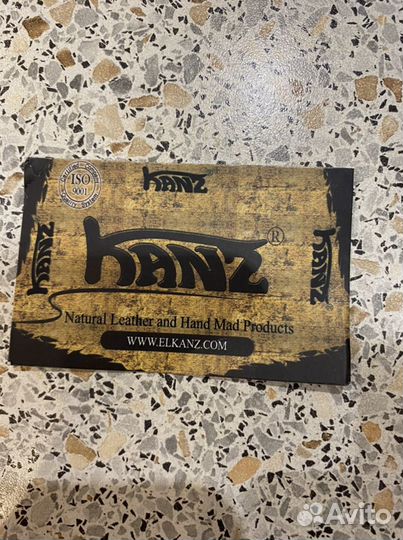 ISO
9001
KANZ
KANZ
KANZ ®
KANZ
Natural Leather and Hand Mad Products
WWW.ELKANZ.COM
Avito